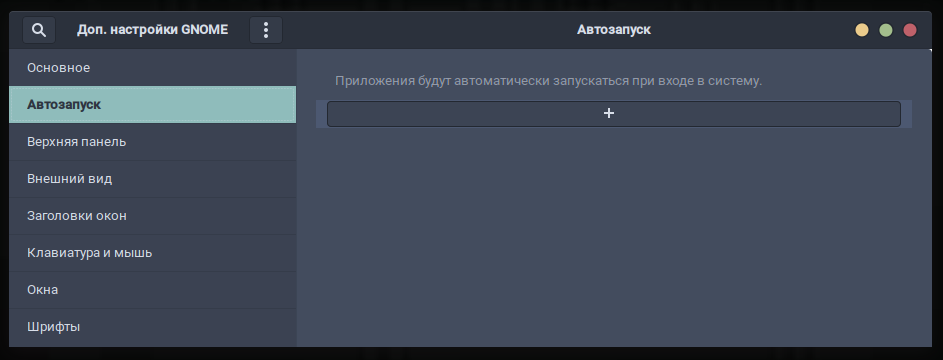 Доп. настройки GNOME
Автозапуск
Основное
Автозапуск
Верхняя панель
Внешний вид
Заголовки окон
Клавиатура и мышь
Окна
Шрифты
Приложения будут автоматически запускаться при входе в систему.
+